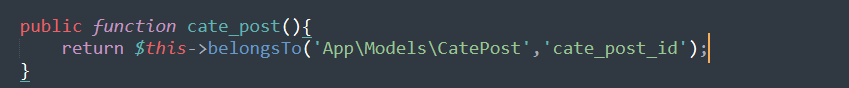 public function cate_post(){
return $this->belongsTo('App\Models\CatePost','cate_post_id');
}